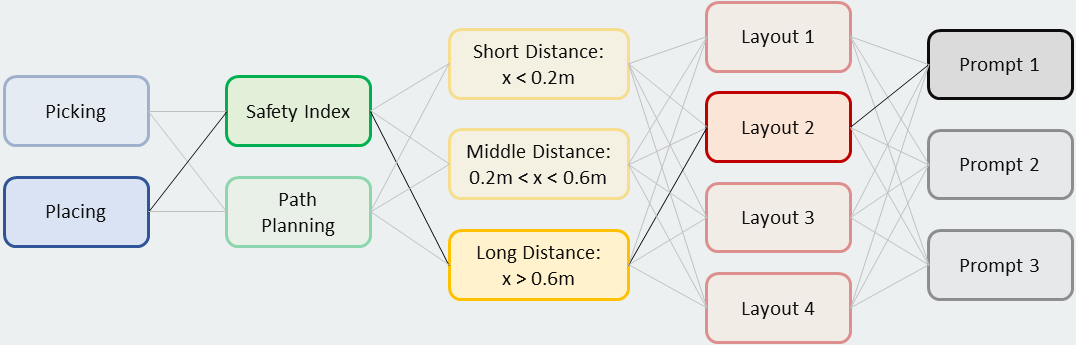 Picking
Placing
Safety Index
Path
Planning
Short Distance:
x < 0.2m
Middle Distance:
0.2m < x < 0.6m
Long Distance:
x > 0.6m
Layout 1
Layout 2
Layout 3
Layout 4
Prompt 1
Prompt 2
Prompt 3